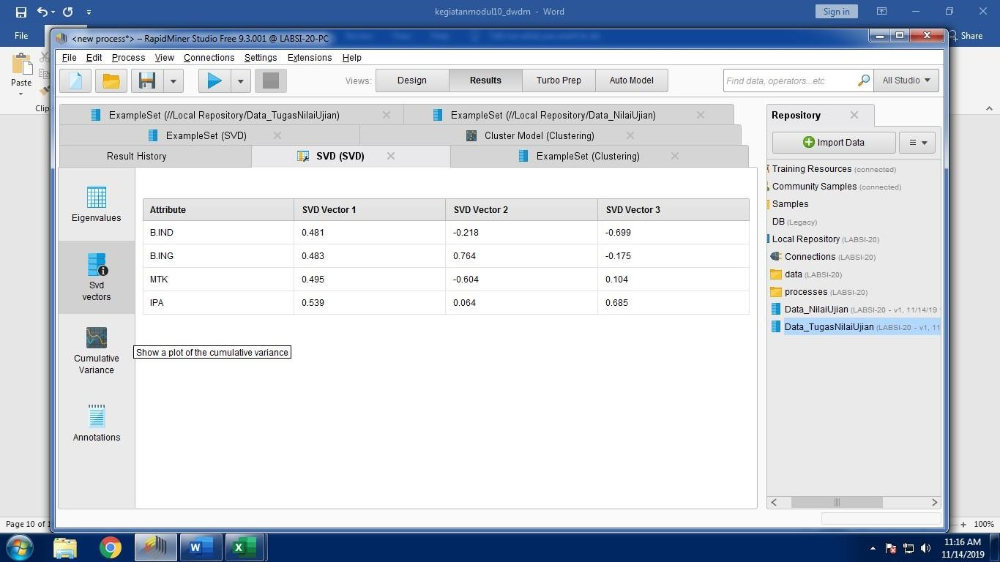 kegiatanmodul10_dwdm - Word
Sign in
File
Share
<new process*> – RapidMiner Studio Free 9.3.001 @ LABSI-20-PC
File Edit Process View Connections Settings Extensions Help
Paste
Clip
Views:
Design
Results
Turbo Prep
Auto Model
Find data, operators...etc
All Studio
ExampleSet (//Local Repository/Data_TugasNilaiUjian)
ExampleSet (//Local Repository/Data_NilaiUjian)
ExampleSet (SVD)
Cluster Model (Clustering)
Result History
SVD (SVD)
ExampleSet (Clustering)
Eigenvalues
Svd
vectors
Cumulative
Variance
Annotations
Attribute SVD Vector 1 SVD Vector 2 SVD Vector 3
B.IND 0.481 -0.218 -0.699
B.ING 0.483 0.764 -0.175
MTK 0.495 -0.604 0.104
IPA 0.539 0.064 0.685
Show a plot of the cumulative variance
Repository
Import Data
Training Resources (connected)
Community Samples (connected)
Samples
DB (Legacy)
Local Repository (LABSI-20)
Connections (LABSI-20)
data (LABSI-20)
processes (LABSI-20)
Data_NilaiUjian (LABSI-20 - v1, 11/14/19
Data_TugasNilaiUjian (LABSI-20 - v1, 11
Page 10 of 1
100%
11:16 AM
11/14/2019